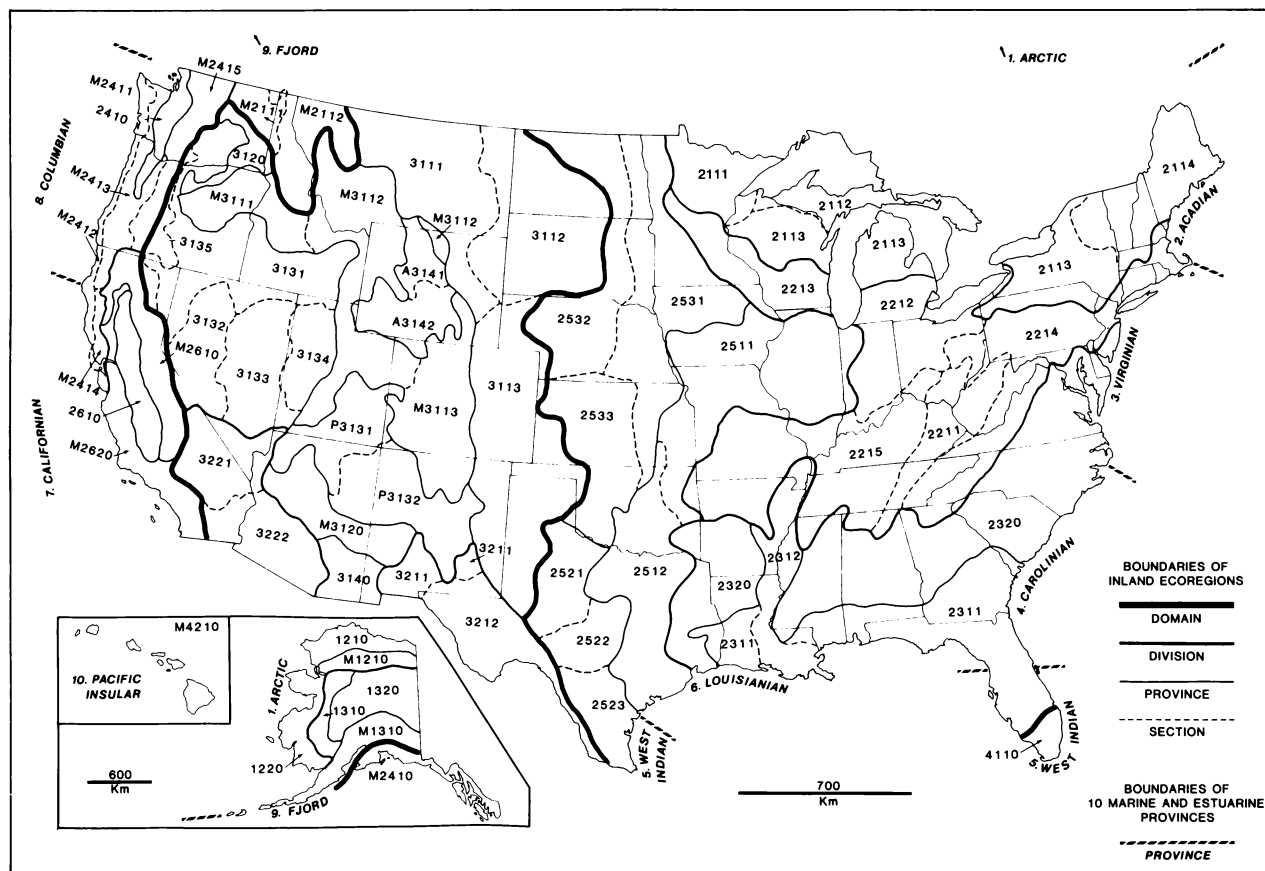 9. FJORD
1. ARCTIC
M2415
M2411
2410
M2111
M2112
8. COLUMBIAN
3120
3111
2111
2114
M2413
M3111
M3112
2112
2. ACADIAN
M3112
M2412
3135
3112
2113
2113
3131
A3141
2113
2531
2213
2212
3132
A3142
2532
2511
2214
M2610
3134
3133
3113
3. VIRGINIAN
M2414
2533
2610
P3131
M3113
2211
7. CALIFORNIAN
M2620
3221
2215
P3132
M3120
2320
3222
3211
2312
3140
3211
2521
2512
2320
4. CAROLINIAN
BOUNDARIES OF
INLAND ECOREGIONS
DOMAIN
DIVISION
PROVINCE
SECTION
3212
2522
2311
2311
6. LOUISIANIAN
2523
5. WEST
INDIAN
4110
5. WEST
INDIAN
M4210
10. PACIFIC
INSULAR
1210
M1210
1. ARCTIC
1320
1310
M1310
1220
M2410
9. FJORD
600
Km
700
Km
BOUNDARIES OF
10 MARINE AND ESTUARINE
PROVINCES
PROVINCE